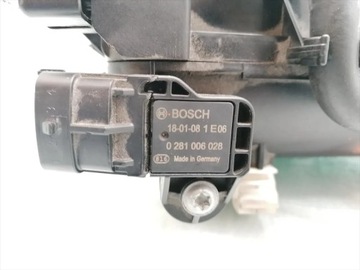 BOSCH
18-01-08 1 E06
0 281 006 028
Made in Germany